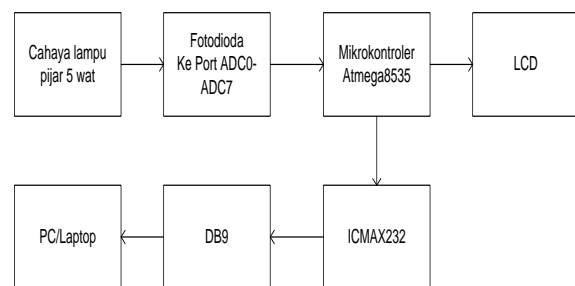 Cahaya lampu
pijar 5 wat
Fotodioda
Ke Port ADC0-
ADC7
Mikrokontroler
Atmega8535
LCD
PC/Laptop
DB9
ICMAX232